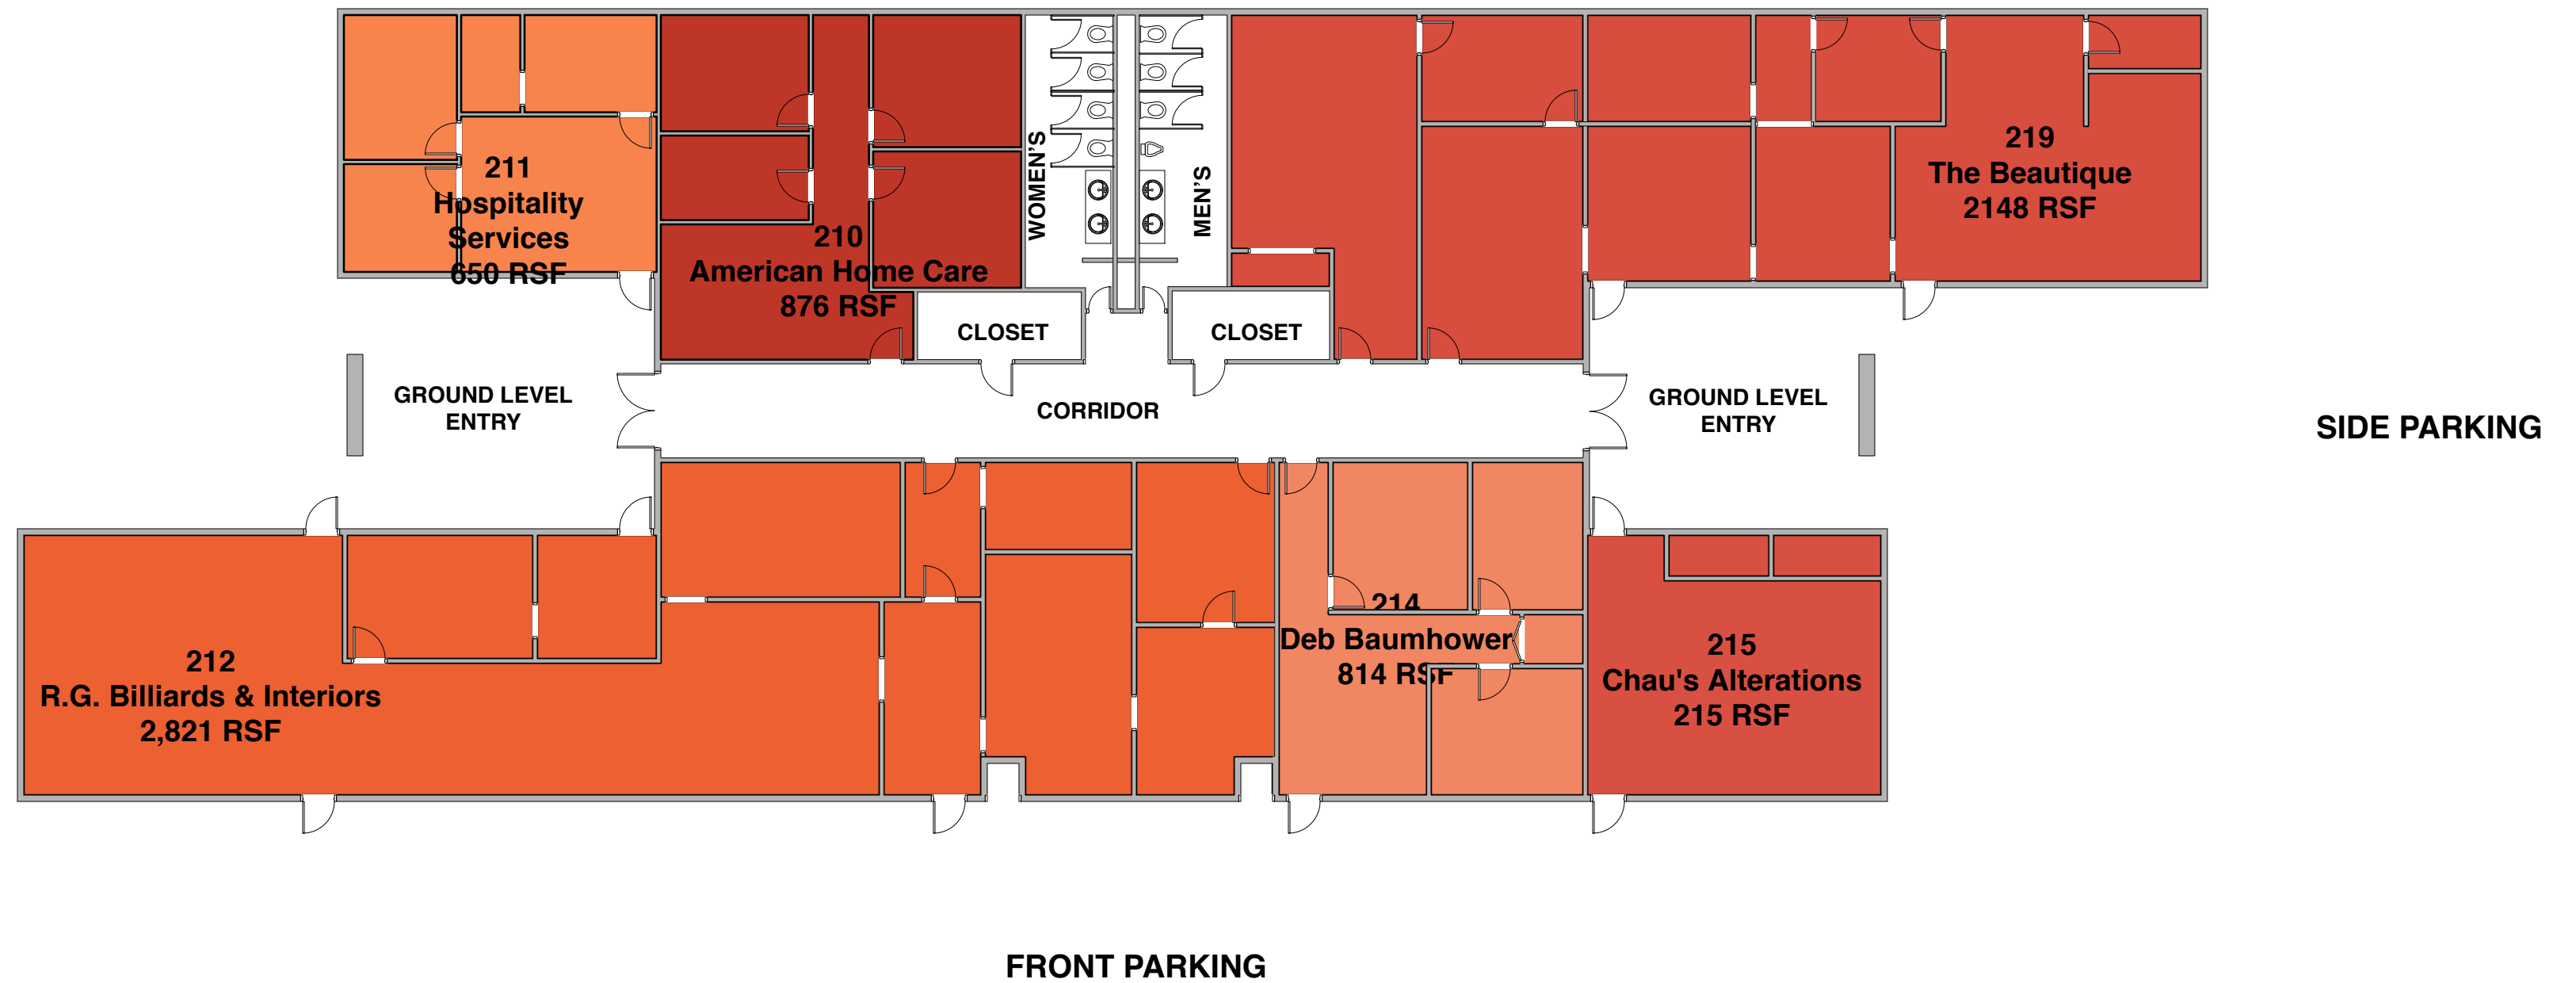 211
Hospitality
Services
650 RSF
210
American Home Care
876 RSF
WOMEN'S
MEN'S
CLOSET
CLOSET
219
The Beautique
2148 RSF
GROUND LEVEL
ENTRY
CORRIDOR
GROUND LEVEL
ENTRY
SIDE PARKING
212
R.G. Billiards & Interiors
2,821 RSF
214
Deb Baumhower
814 RSF
215
Chau's Alterations
215 RSF
FRONT PARKING